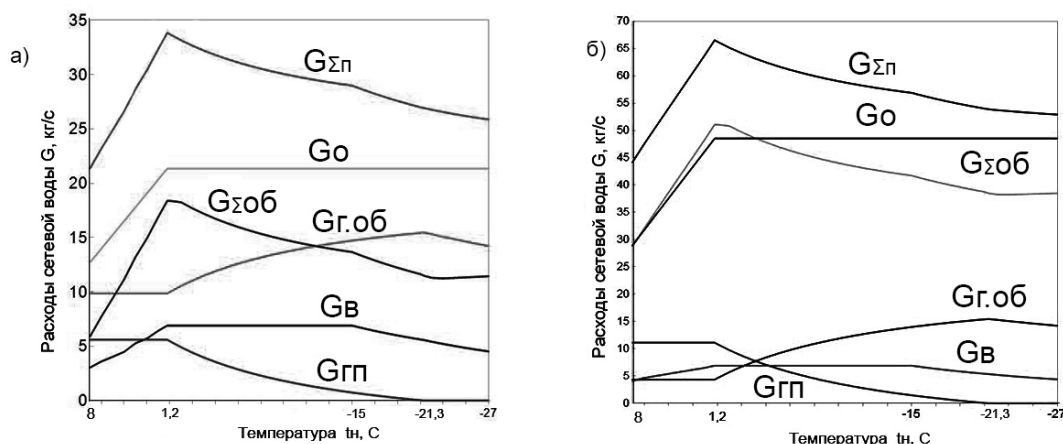 а)
Расходы сетевой воды G, кг/с
35
30
25
20
15
10
5
0
GΣп
Gо
GΣоб
Gг.об
Gв
Gгп
8
1,2
-15
-21,3
-27
Температура tн, С
б)
Расходы сетевой воды G, кг/с
70
65
60
55
50
45
40
35
30
25
20
15
10
5
0
GΣп
Gо
GΣоб
Gг.об
Gв
Gгп
8
1,2
-15
-21,3
-27
Температура tн, С